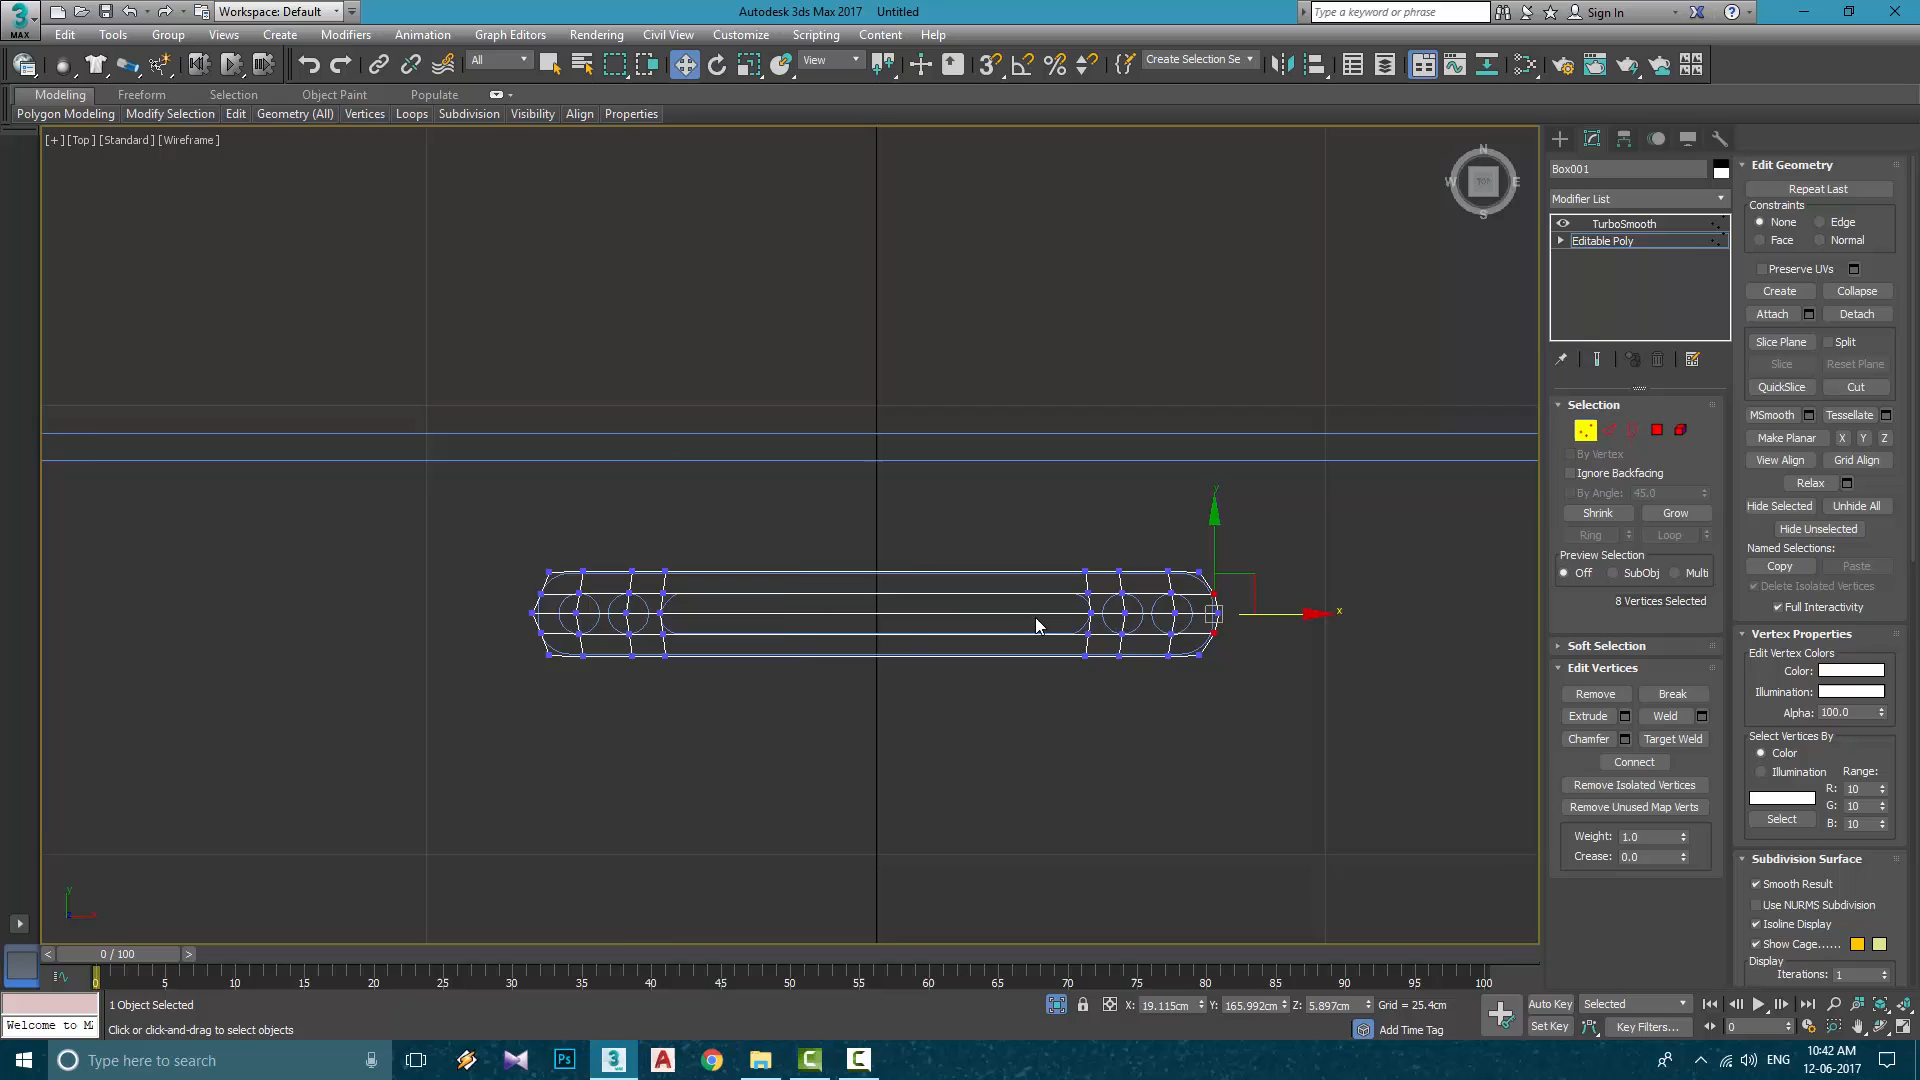 Workspace: Default
Autodesk 3ds Max 2017 Untitled
Type a keyword or phrase
Sign In
MAX
Edit Tools Group Views Create Modifiers Animation Graph Editors Rendering Civil View Customize Scripting Content Help
All
View
Create Selection Se
Modeling Freeform Selection Object Paint Populate
Polygon Modeling Modify Selection Edit Geometry (All) Vertices Loops Subdivision Visibility Align Properties
[+] [Top] [Standard] [Wireframe]
N
W TOP E
S
y
x
y
Box001
Modifier List
TurboSmooth
Editable Poly
Selection
By Vertex
Ignore Backfacing
By Angle: 45.0
Shrink Grow
Ring Loop
Preview Selection
Off SubObj Multi
8 Vertices Selected
Soft Selection
Edit Vertices
Remove Break
Extrude Weld
Chamfer Target Weld
Connect
Remove Isolated Vertices
Remove Unused Map Verts
Weight: 1.0
Crease: 0.0
Edit Geometry
Repeat Last
Constraints
None Edge
Face Normal
Preserve UVs
Create Collapse
Attach Detach
Slice Plane Split
Slice Reset Plane
QuickSlice Cut
MSmooth Tessellate
Make Planar X Y Z
View Align Grid Align
Relax
Hide Selected Unhide All
Hide Unselected
Named Selections:
Copy Paste
Delete Isolated Vertices
Full Interactivity
Vertex Properties
Edit Vertex Colors
Color:
Illumination:
Alpha: 100.0
Select Vertices By
Color
Illumination Range:
R: 10
G: 10
Select B: 10
Subdivision Surface
Smooth Result
Use NURMS Subdivision
Isoline Display
Show Cage......
Display
Iterations: 1
< 0 / 100 >
0 5 10 15 20 25 30 35 40 45 50 55 60 65 70 75 80 85 90 95 100
1 Object Selected
X: 19.115cm Y: 165.992cm Z: 5.897cm Grid = 25.4cm
Auto Key Selected
Welcome to M
Click or click-and-drag to select objects
Add Time Tag
Set Key Key Filters... 0
Type here to search
Ps
ENG
10:42 AM
12-06-2017